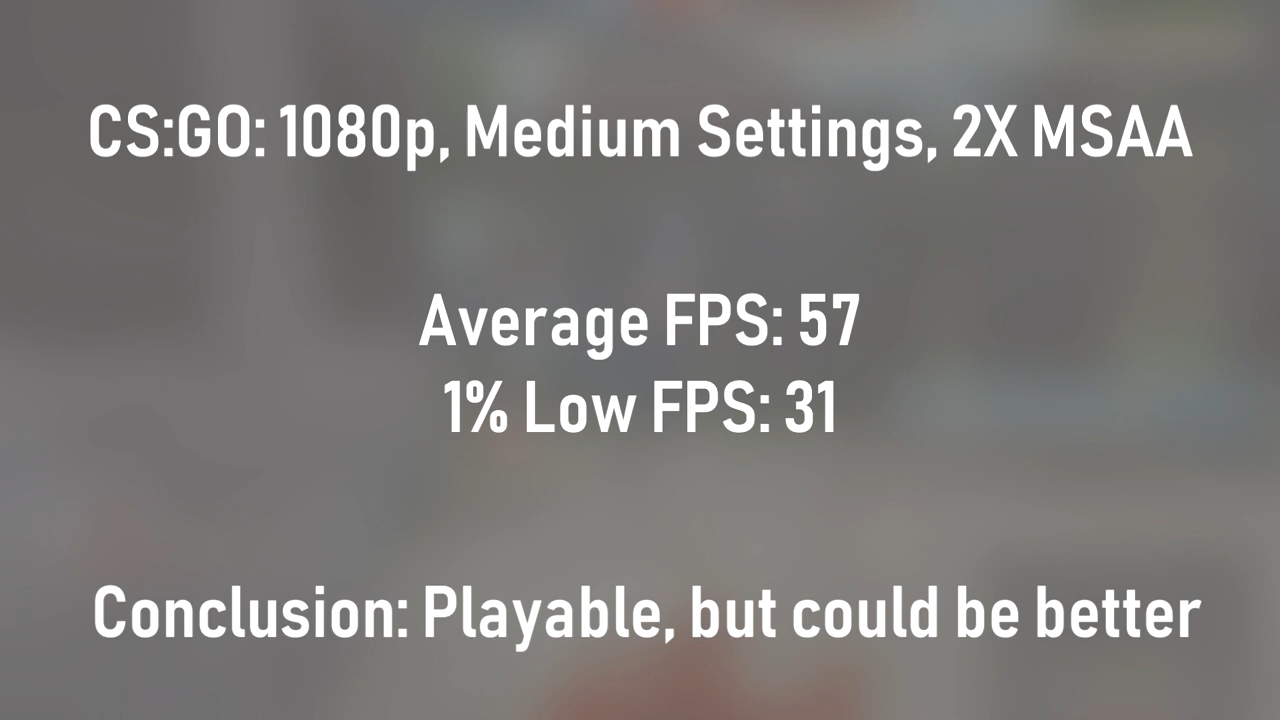 CS:GO: 1080p, Medium Settings, 2X MSAA
Average FPS: 57
1% Low FPS: 31
Conclusion: Playable, but could be better